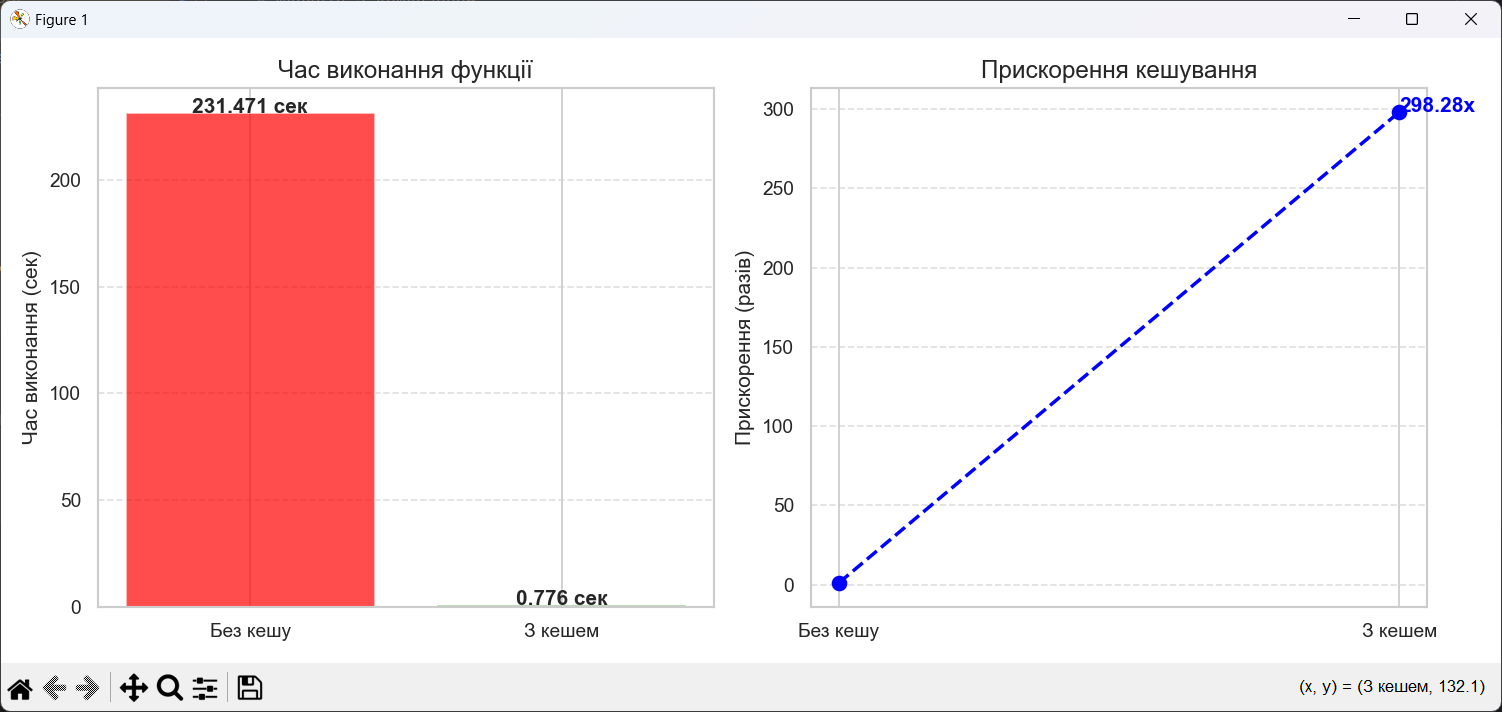 Figure 1
Час виконання функції
231.471 сек
0.776 сек
Час виконання (сек)
200
150
100
50
0
Без кешу
З кешем
Прискорення кешування
298.28x
Прискорення (разів)
300
250
200
150
100
50
0
Без кешу
З кешем
(x, y) = (З кешем, 132.1)